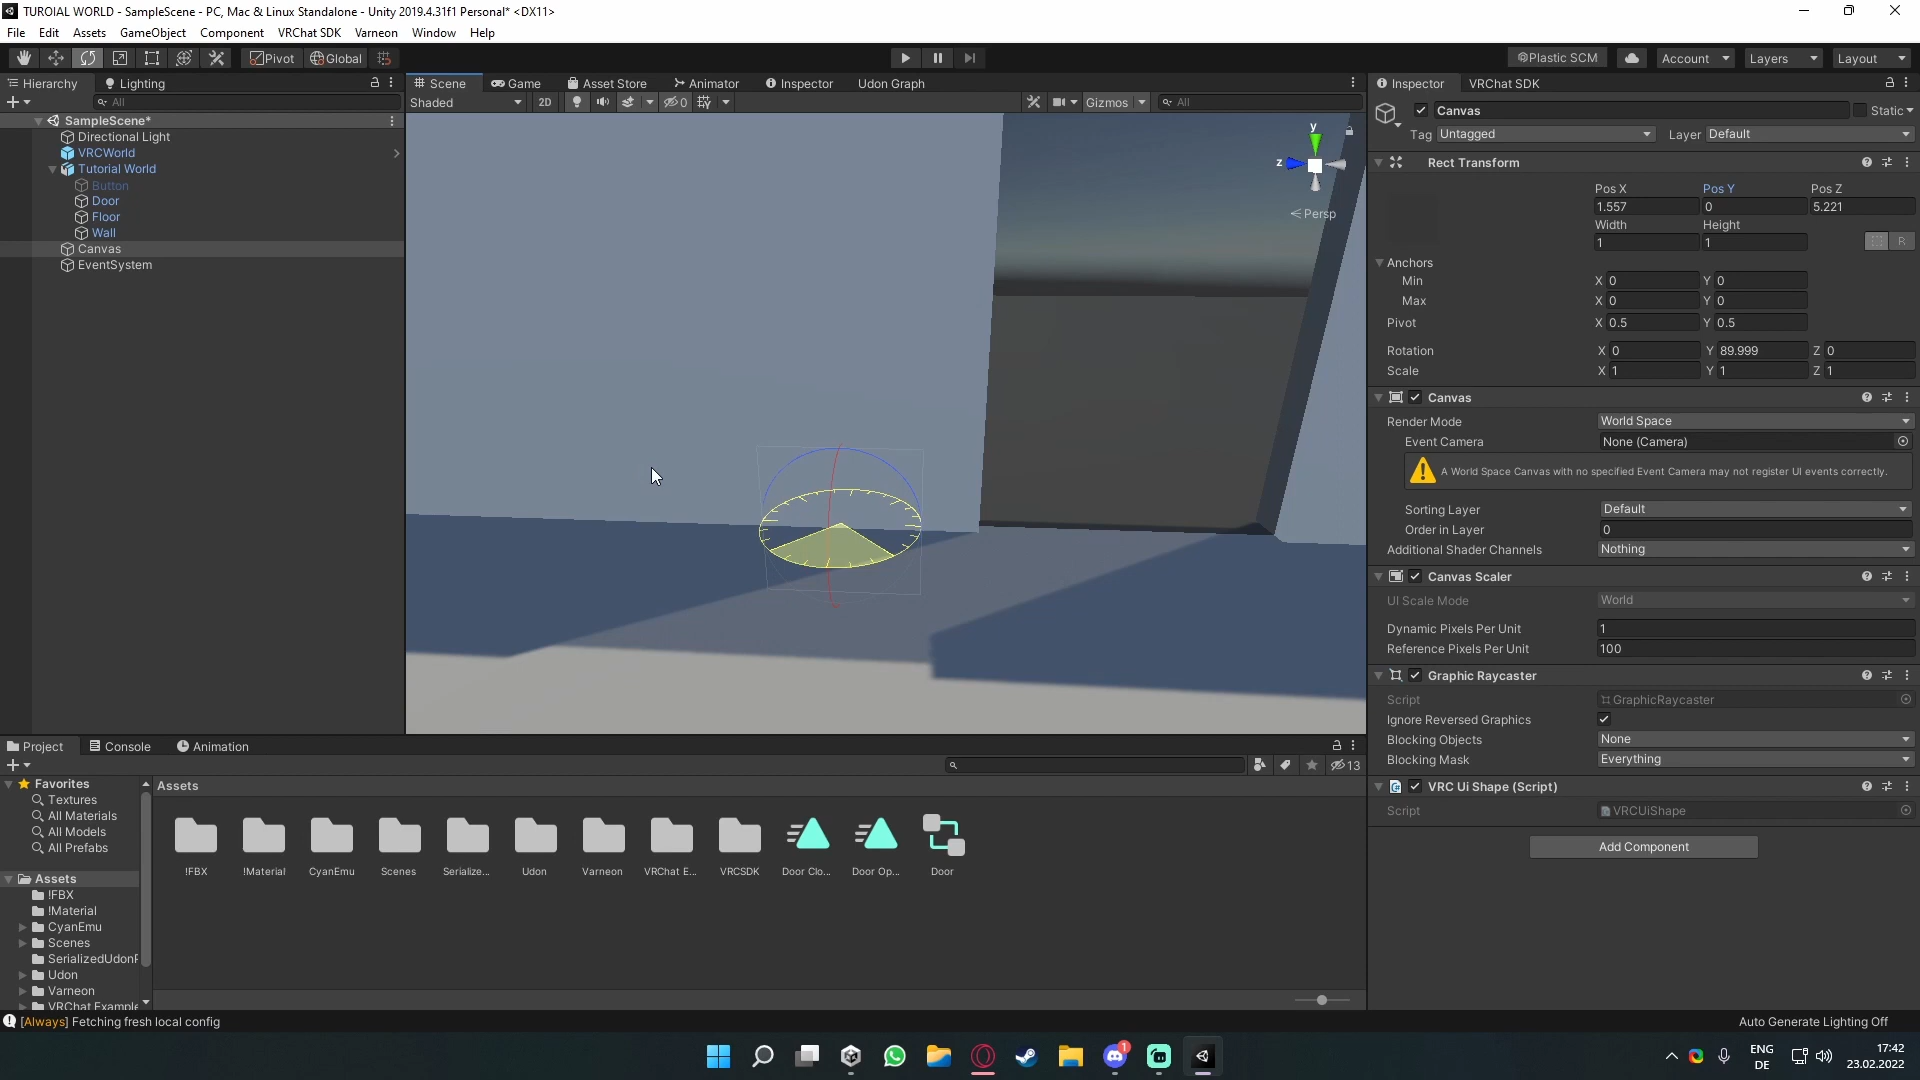 TUROIAL WORLD - SampleScene - PC, Mac & Linux Standalone - Unity 2019.4.31f1 Personal* <DX11>
File Edit Assets GameObject Component VRChat SDK Varneon Window Help
Pivot Global Plastic SCM Account Layers Layout
Hierarchy Lighting
All
SampleScene*
Directional Light
VRCWorld
Tutorial World
Button
Door
Floor
Wall
Canvas
EventSystem
Scene Game Asset Store Animator Inspector Udon Graph
Shaded 2D 0 Gizmos All
y
z
Persp
Inspector VRChat SDK
Canvas Static
Tag Untagged Layer Default
Rect Transform
Pos X Pos Y Pos Z
1.557 0 5.221
Width Height
1 1 R
Anchors
Min X 0 Y 0
Max X 0 Y 0
Pivot X 0.5 Y 0.5
Rotation X 0 Y 89.999 Z 0
Scale X 1 Y 1 Z 1
Canvas
Render Mode World Space
Event Camera None (Camera)
A World Space Canvas with no specified Event Camera may not register UI events correctly.
Sorting Layer Default
Order in Layer 0
Additional Shader Channels Nothing
Canvas Scaler
UI Scale Mode World
Dynamic Pixels Per Unit 1
Reference Pixels Per Unit 100
Graphic Raycaster
Script GraphicRaycaster
Ignore Reversed Graphics
Blocking Objects None
Blocking Mask Everything
VRC Ui Shape (Script)
Script VRCUiShape
Add Component
Project Console Animation
13
Favorites
Textures
All Materials
All Models
All Prefabs
Assets
!FBX
!Material
CyanEmu
Scenes
SerializedUdonP
Udon
Varneon
VRChat Example
Assets
!FBX !Material CyanEmu Scenes Serialize... Udon Varneon VRChat E... VRCSDK Door Clo... Door Op... Door
[Always] Fetching fresh local config
Auto Generate Lighting Off
1
ENG
DE
17:42
23.02.2022